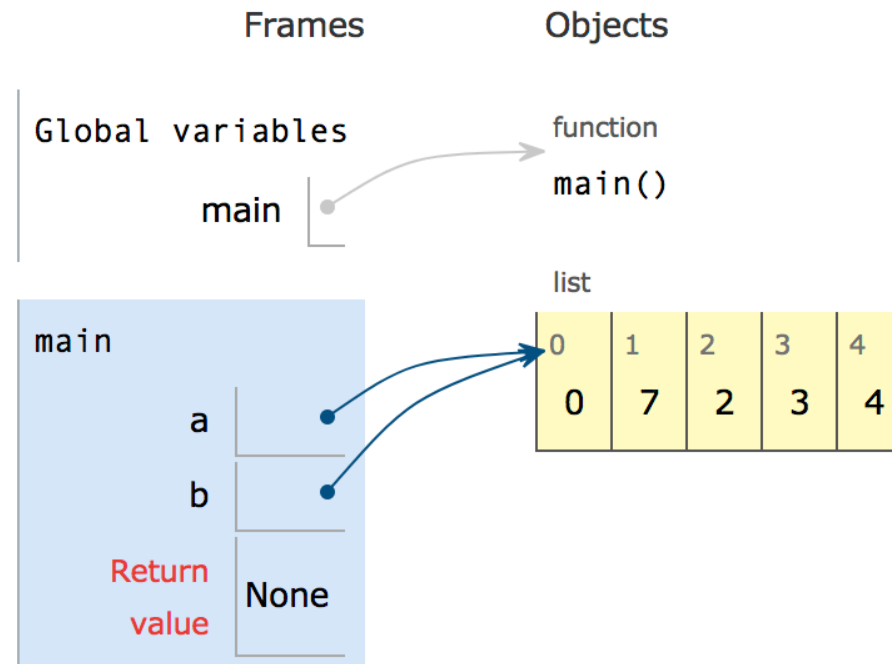 Frames Objects
Global variables
function
main
main()
list
main
0 1 2 3 4
0 7 2 3 4
a
b
Return
value
None